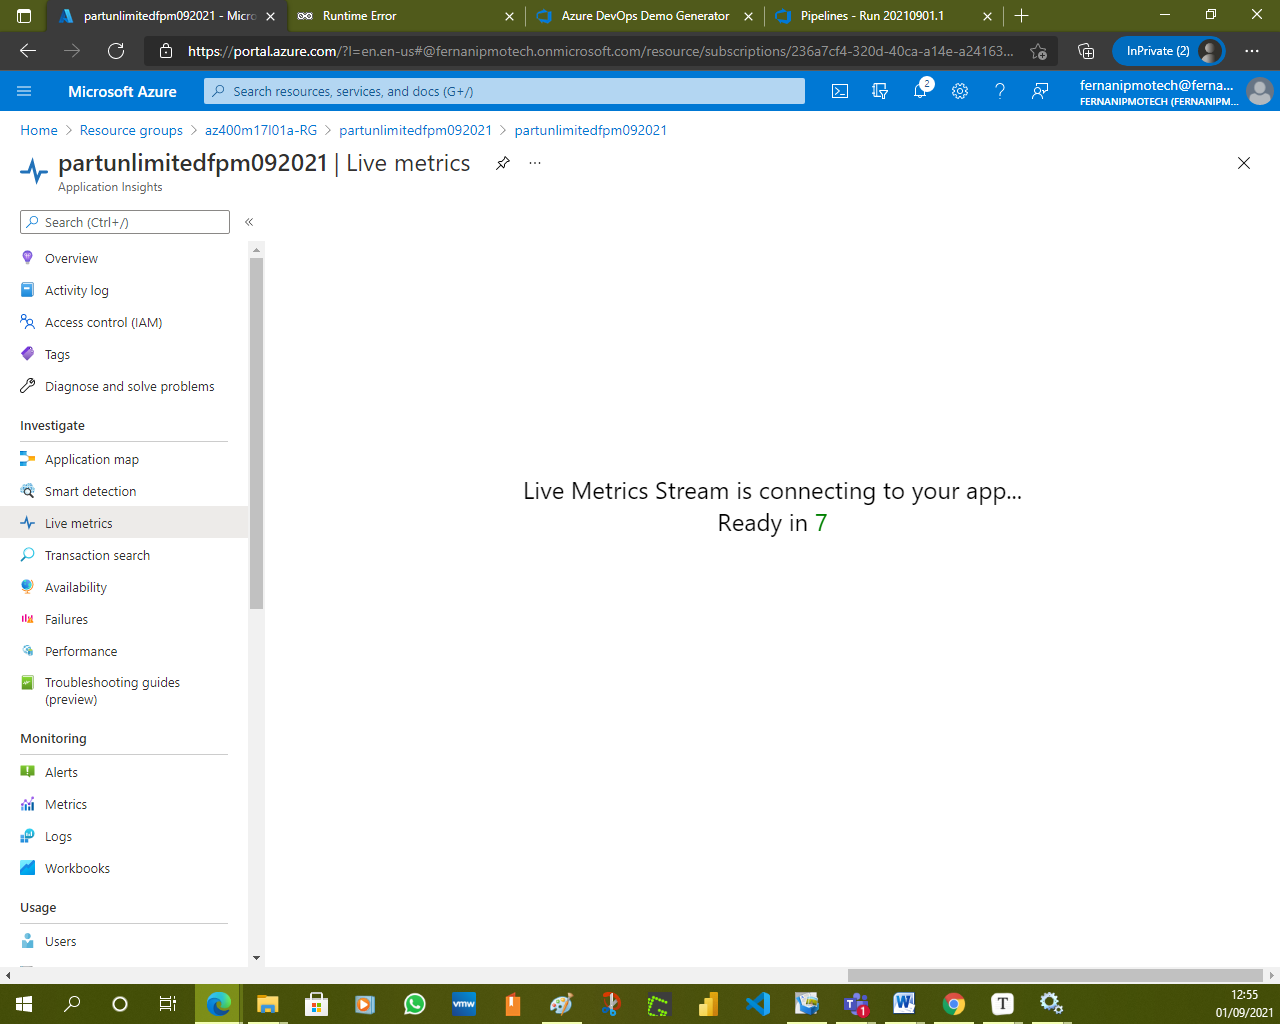 partunlimitedfpm092021 - Micro
Runtime Error
Azure DevOps Demo Generator
Pipelines - Run 20210901.1
https://portal.azure.com/?l=en.en-us#@fernanipmotech.onmicrosoft.com/resource/subscriptions/236a7cf4-320d-40ca-a14e-a24163...
InPrivate (2)
Microsoft Azure
Search resources, services, and docs (G+/)
2
fernanipmotech@ferna...
FERNANIPMOTECH (FERNANIPM...
Home > Resource groups > az400m17l01a-RG > partunlimitedfpm092021 > partunlimitedfpm092021
partunlimitedfpm092021 | Live metrics
Application Insights
Search (Ctrl+/)
Overview
Activity log
Access control (IAM)
Tags
Diagnose and solve problems
Investigate
Application map
Smart detection
Live metrics
Transaction search
Availability
Failures
Performance
Troubleshooting guides
(preview)
Monitoring
Alerts
Metrics
Logs
Workbooks
Usage
Users
Live Metrics Stream is connecting to your app...
Ready in 7
vmw
1
T
12:55
01/09/2021